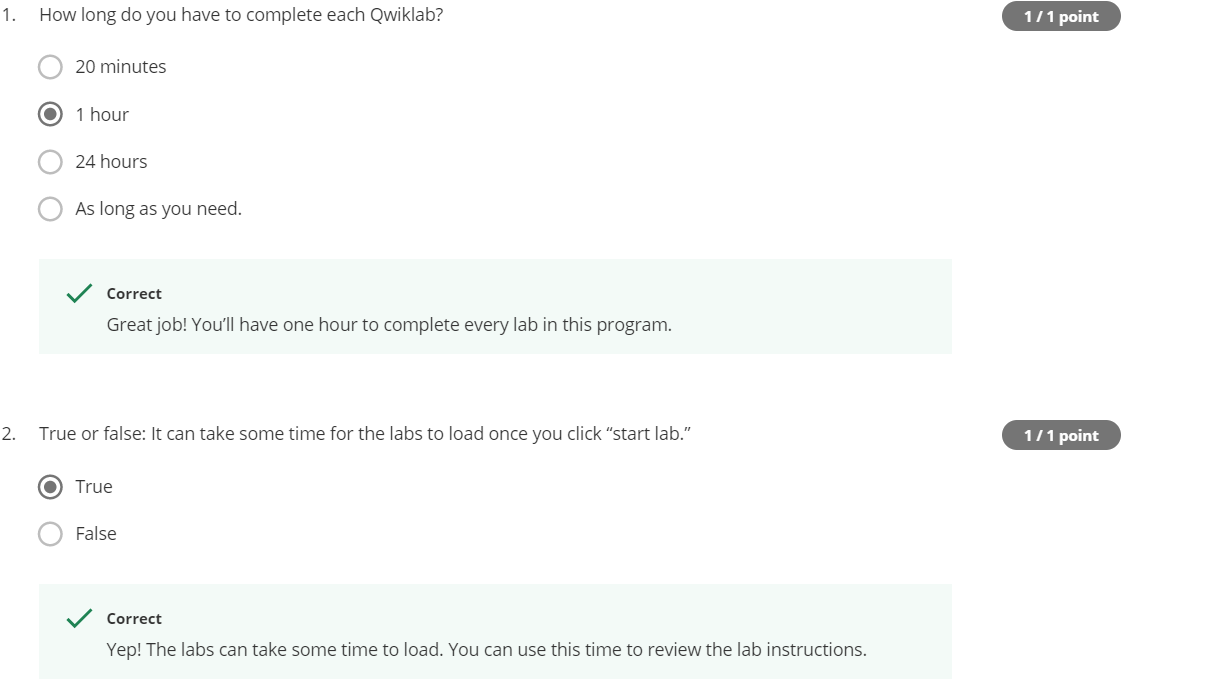 1. How long do you have to complete each Qwiklab?
1 / 1 point
20 minutes
1 hour
24 hours
As long as you need.
Correct
Great job! You’ll have one hour to complete every lab in this program.
2. True or false: It can take some time for the labs to load once you click “start lab.”
1 / 1 point
True
False
Correct
Yep! The labs can take some time to load. You can use this time to review the lab instructions.